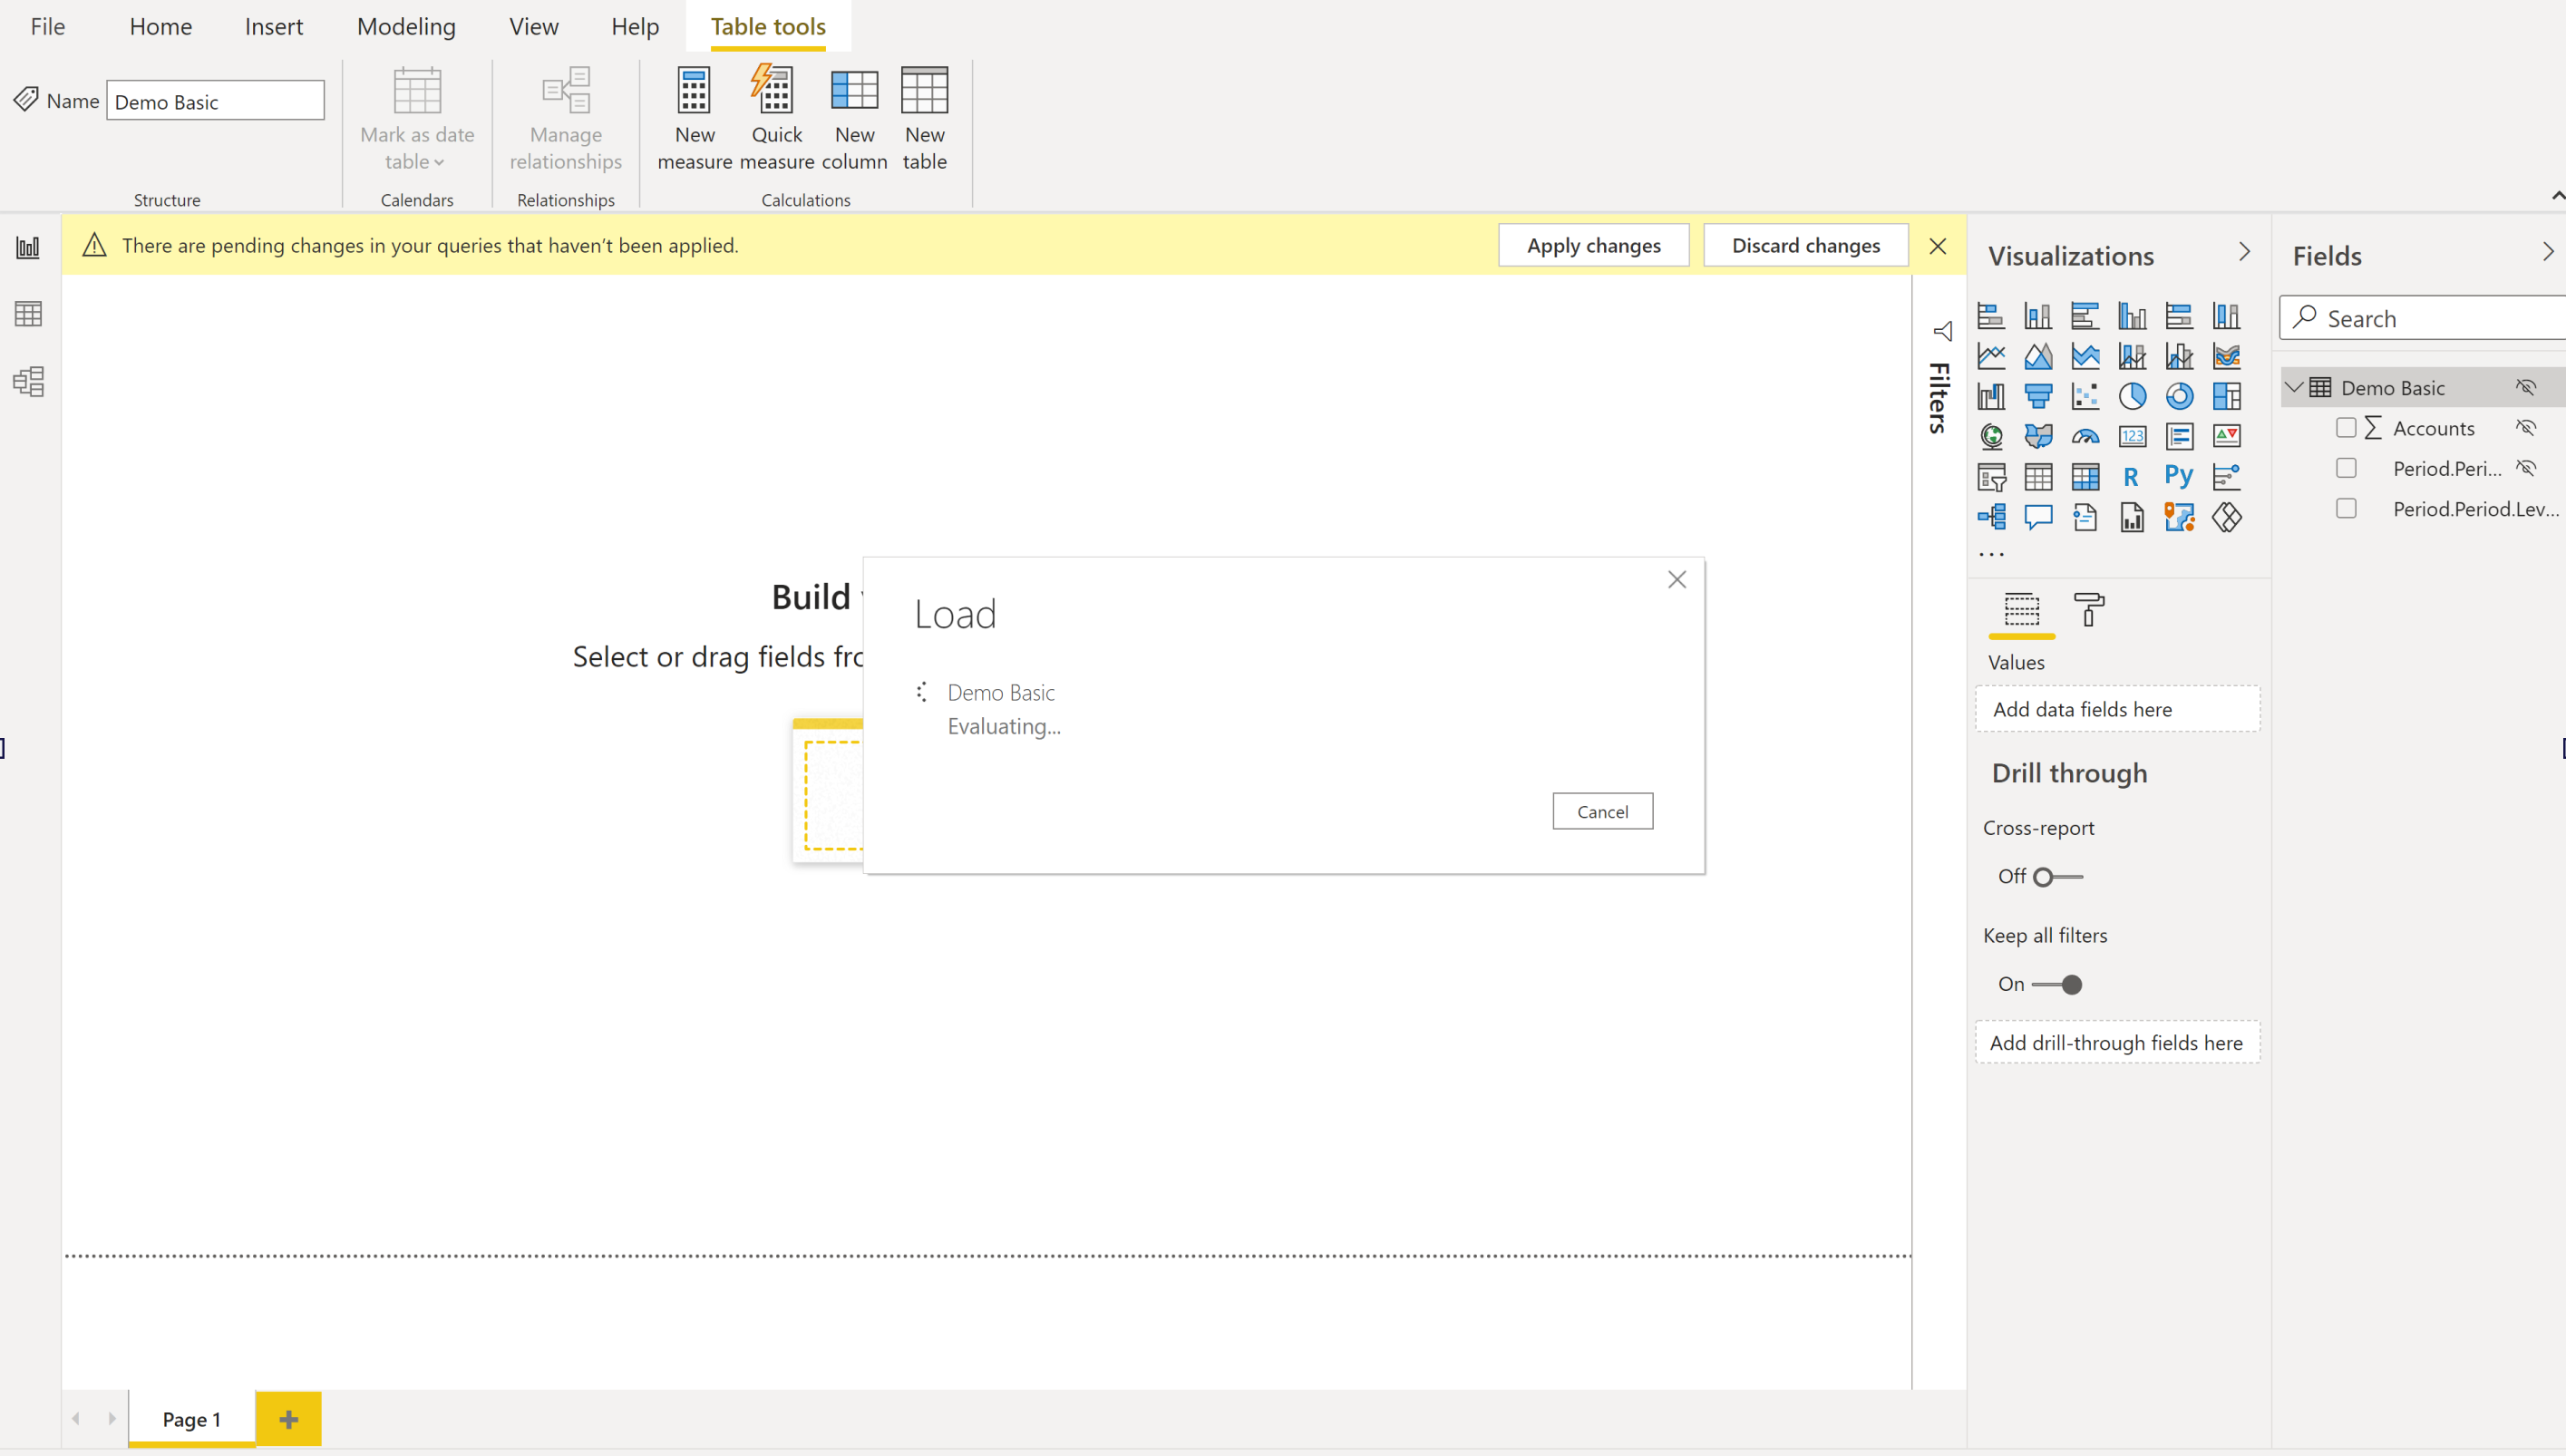 File Home Insert Modeling View Help Table tools
Name Demo Basic
Mark as date table
Manage relationships
New measure
Quick measure
New column
New table
Structure Calendars Relationships Calculations
There are pending changes in your queries that haven't been applied. Apply changes Discard changes
Filters
Build
Select or drag fields
Load
Demo Basic
Evaluating...
Cancel
Page 1
Visualizations
123
R Py
...
Values
Add data fields here
Drill through
Cross-report
Off
Keep all filters
On
Add drill-through fields here
Fields
Search
Demo Basic
Accounts
Period.Peri...
Period.Period.Lev...